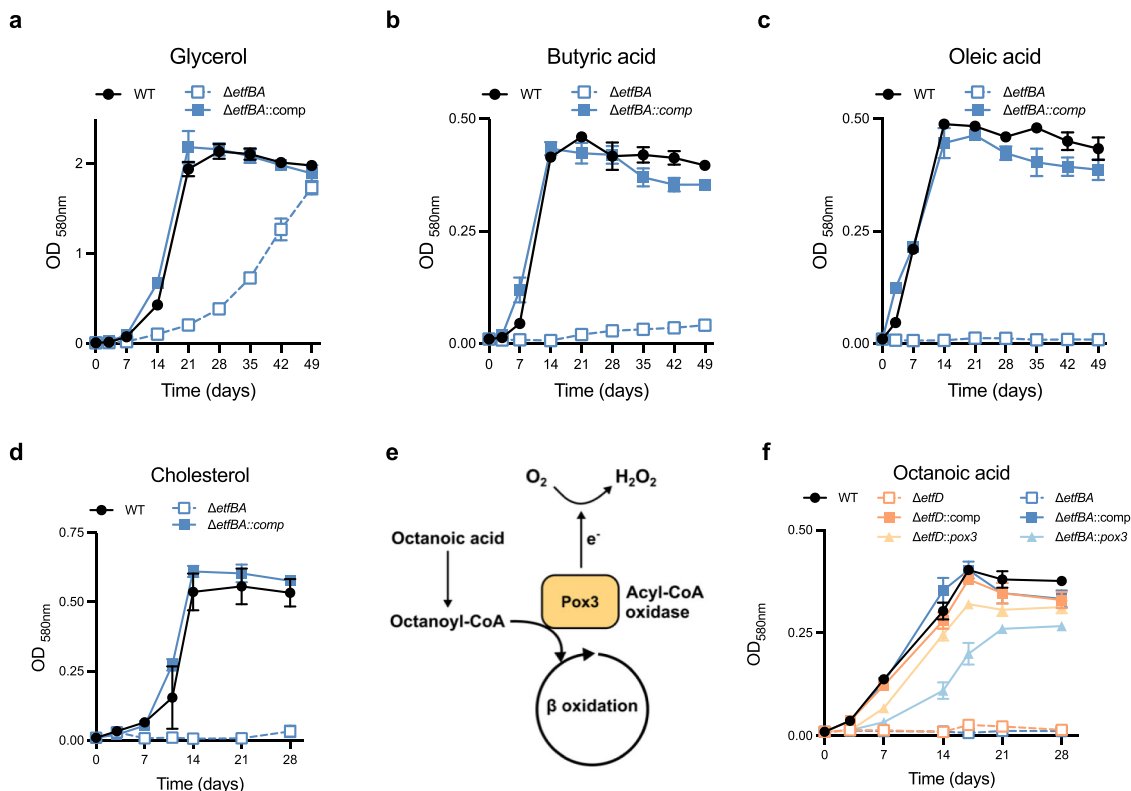 a
Glycerol
WT
ΔetfBA
ΔetfBA::comp
OD 580nm
2
1
0
0 7 14 21 28 35 42 49
Time (days)
b
Butyric acid
WT
ΔetfBA
ΔetfBA::comp
OD 580nm
0.50
0.25
0.00
0 7 14 21 28 35 42 49
Time (days)
c
Oleic acid
WT
ΔetfBA
ΔetfBA::comp
OD 580nm
0.50
0.25
0.00
0 7 14 21 28 35 42 49
Time (days)
d
Cholesterol
WT
ΔetfBA
ΔetfBA::comp
OD580nm
0.75
0.50
0.25
0.00
0 7 14 21 28
Time (days)
e
O2 H2O2
e-
Octanoic acid
Octanoyl-CoA
Pox3
Acyl-CoA
oxidase
β oxidation
f
Octanoic acid
WT ΔetfD ΔetfBA
ΔetfD::comp ΔetfBA::comp
ΔetfD::pox3 ΔetfBA::pox3
OD580nm
0.50
0.25
0.00
0 7 14 21 28
Time (days)